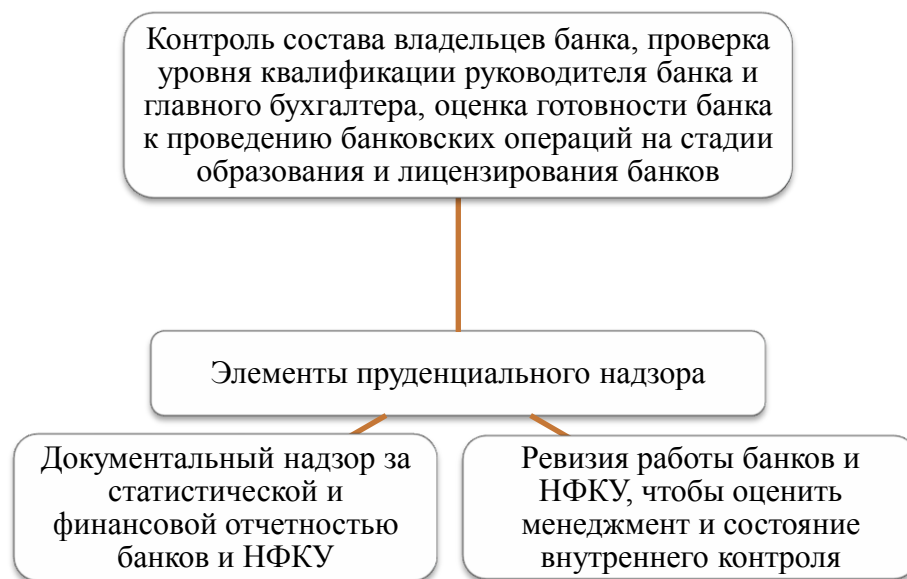 Контроль состава владельцев банка, проверка
уровня квалификации руководителя банка и
главного бухгалтера, оценка готовности банка
к проведению банковских операций на стадии
образования и лицензирования банков
Элементы пруденциального надзора
Документальный надзор за
статистической и
финансовой отчетностью
банков и НФКУ
Ревизия работы банков и
НФКУ, чтобы оценить
менеджмент и состояние
внутреннего контроля